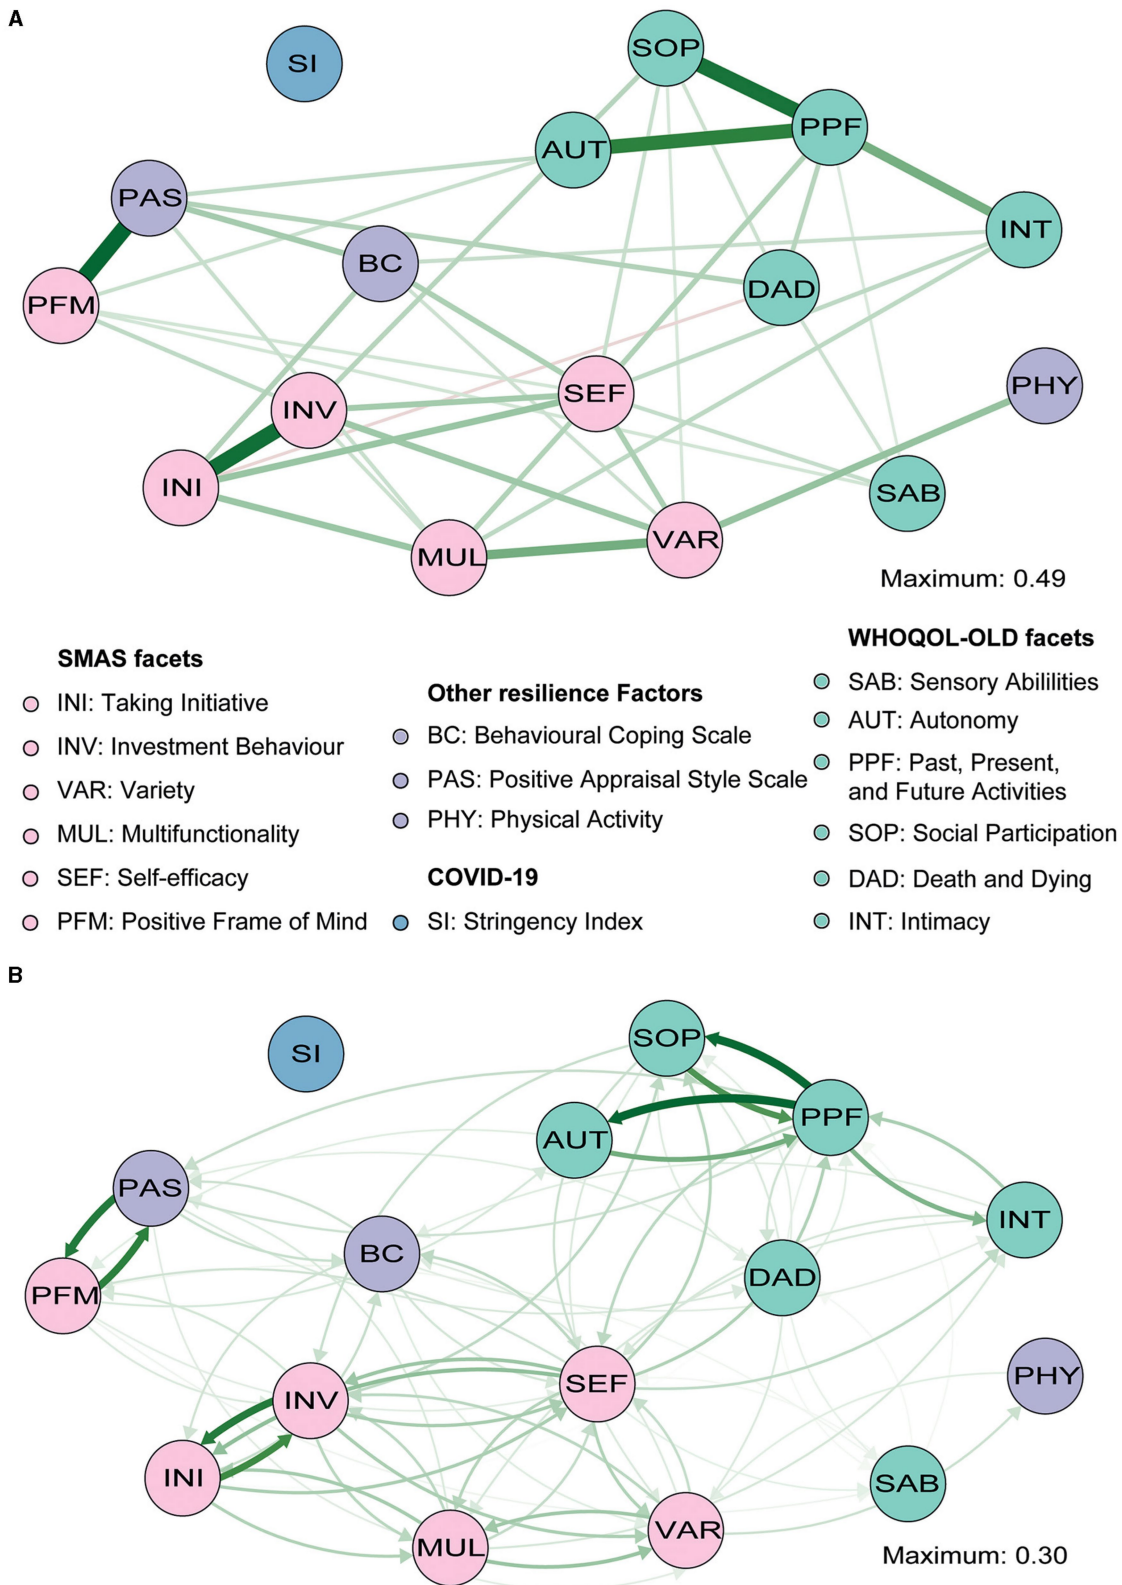 A
SI
SOP
PPF
AUT
PAS
INT
BC
DAD
PFM
PHY
SEF
INV
INI
SAB
VAR
MUL
Maximum: 0.49
SMAS facets
INI: Taking Initiative
INV: Investment Behaviour
VAR: Variety
MUL: Multifunctionality
SEF: Self-efficacy
PFM: Positive Frame of Mind
Other resilience Factors
BC: Behavioural Coping Scale
PAS: Positive Appraisal Style Scale
PHY: Physical Activity
COVID-19
SI: Stringency Index
WHOQOL-OLD facets
SAB: Sensory Abililities
AUT: Autonomy
PPF: Past, Present,
and Future Activities
SOP: Social Participation
DAD: Death and Dying
INT: Intimacy
B
SI
SOP
PPF
AUT
PAS
INT
BC
DAD
PFM
PHY
SEF
INV
INI
SAB
VAR
MUL
Maximum: 0.30